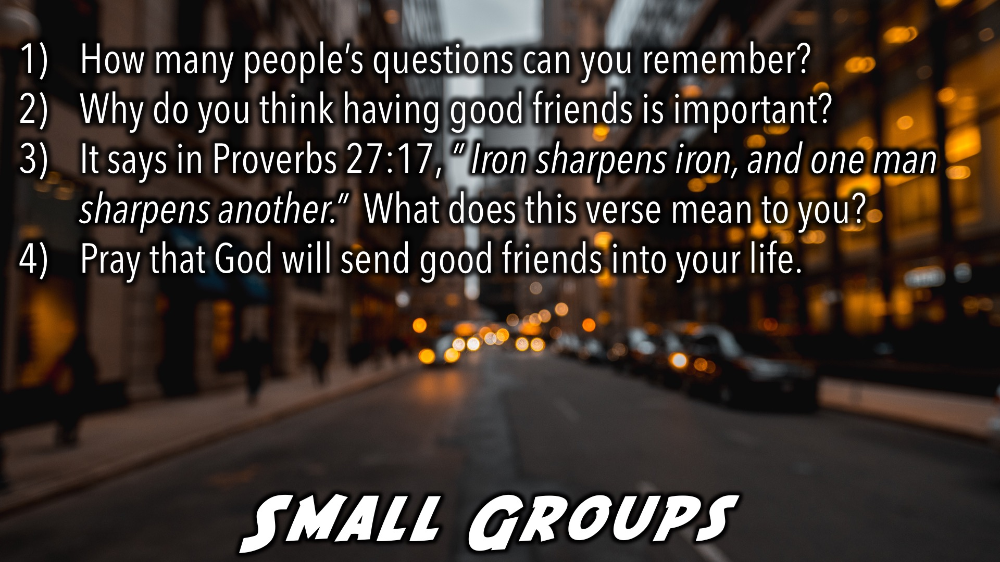 1) How many people’s questions can you remember?
2) Why do you think having good friends is important?
3) It says in Proverbs 27:17, “Iron sharpens iron, and one man
sharpens another.” What does this verse mean to you?
4) Pray that God will send good friends into your life.
Small Groups